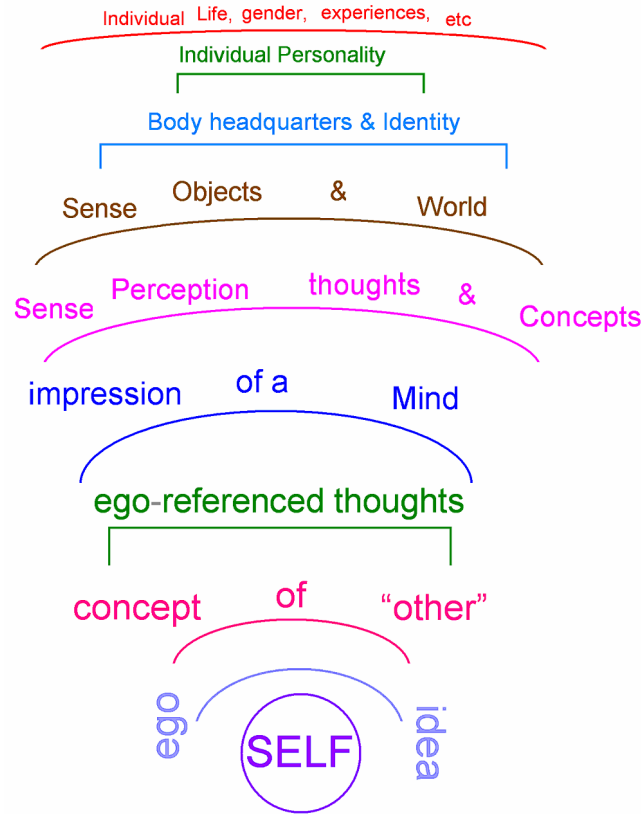 Individual Life, gender, experiences, etc
Individual Personality
Body headquarters & Identity
Sense Objects & World
Sense Perception thoughts & Concepts
impression of a Mind
ego-referenced thoughts
concept of “other”
ego idea
SELF